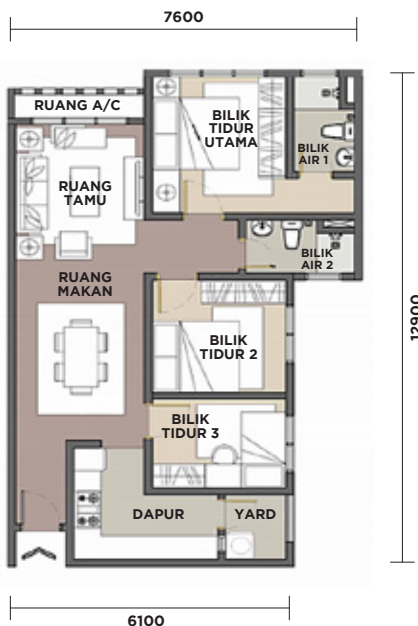 7600
RUANG A/C
BILIK
TIDUR
UTAMA
BILIK
AIR 1
RUANG
TAMU
BILIK
AIR 2
RUANG
MAKAN
12900
BILIK
TIDUR 2
BILIK
TIDUR 3
DAPUR
YARD
6100